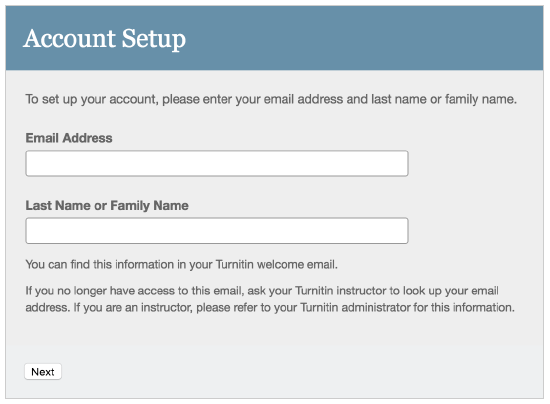 Account Setup
To set up your account, please enter your email address and last name or family name.
Email Address
Last Name or Family Name
You can find this information in your Turnitin welcome email.
If you no longer have access to this email, ask your Turnitin instructor to look up your email
address. If you are an instructor, please refer to your Turnitin administrator for this information.
Next